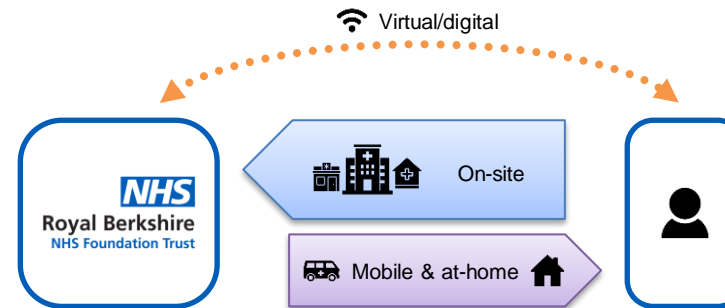 Virtual/digital
NHS
Royal Berkshire
NHS Foundation Trust
On-site
Mobile & at-home